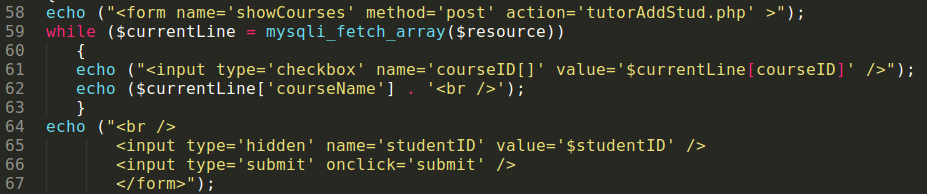 58 echo ("<form name='showCourses' method='post' action='tutorAddStud.php' >");
59 while ($currentLine = mysqli_fetch_array($resource))
60 {
61 echo ("<input type='checkbox' name='courseID[]' value='$currentLine[courseID]' />");
62 echo ($currentLine['courseName'] . '<br />');
63 }
64 echo ("<br />
65 <input type='hidden' name='studentID' value='$studentID' />
66 <input type='submit' onclick='submit' />
67 </form>");